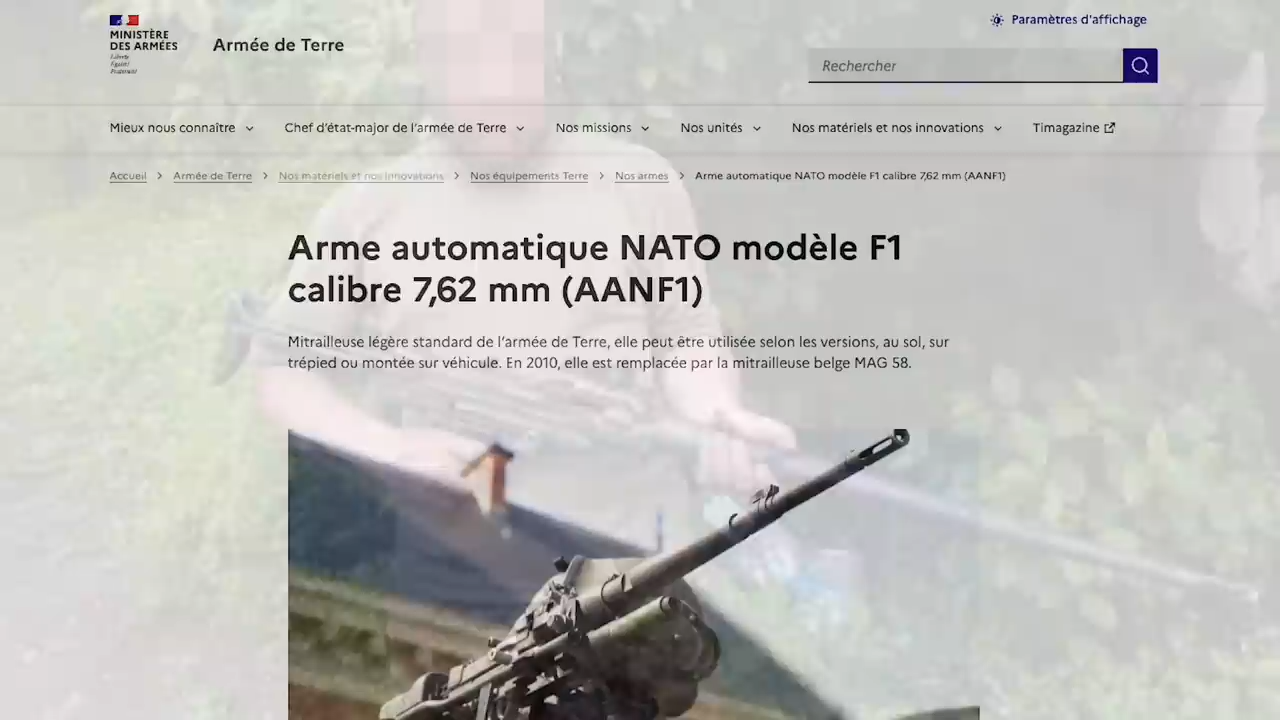 MINISTÈRE
DES ARMÉES
Liberté
Égalité
Fraternité
Armée de Terre
Paramètres d'affichage
Rechercher
Mieux nous connaître
Chef d'état-major de l'armée de Terre
Nos missions
Nos unités
Nos matériels et nos innovations
Timagazine
Accueil > Armée de Terre > Nos matériels et nos innovations > Nos équipements Terre > Nos armes > Arme automatique NATO modèle F1 calibre 7,62 mm (AANF1)
Arme automatique NATO modèle F1
calibre 7,62 mm (AANF1)
Mitrailleuse légère standard de l'armée de Terre, elle peut être utilisée selon les versions, au sol, sur
trépied ou montée sur véhicule. En 2010, elle est remplacée par la mitrailleuse belge MAG 58.